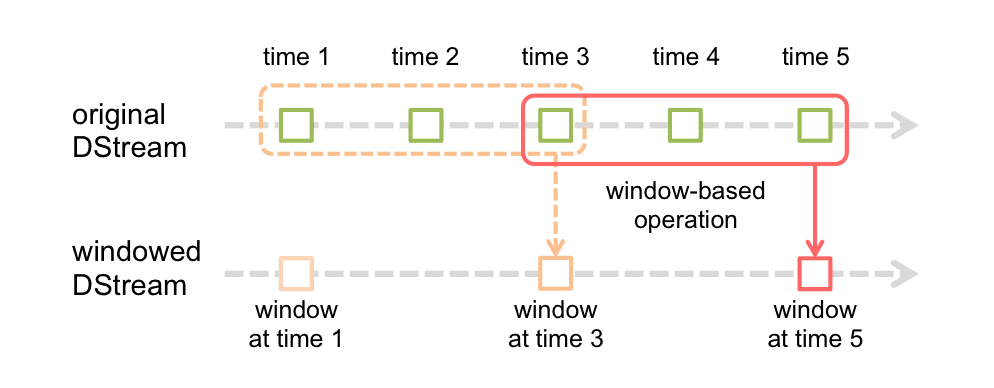 time 1
time 2
time 3
time 4
time 5
original
DStream
window-based
operation
windowed
DStream
window
at time 1
window
at time 3
window
at time 5